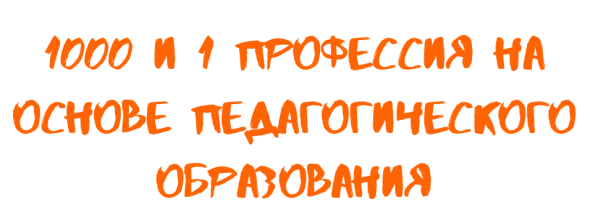 1000 И 1 ПРОФЕССИЯ НА
ОСНОВЕ ПЕДАГОГИЧЕСКОГО
ОБРАЗОВАНИЯ